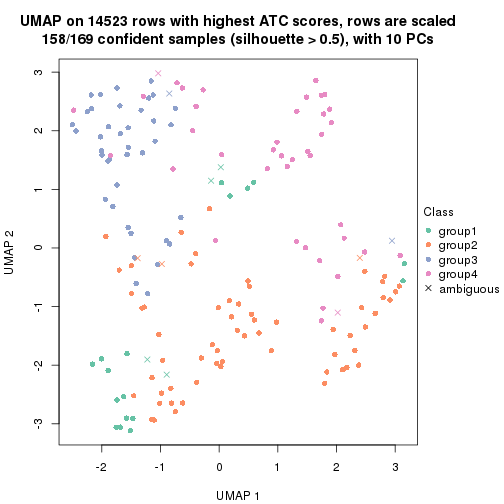 UMAP on 14523 rows with highest ATC scores, rows are scaled
158/169 confident samples (silhouette > 0.5), with 10 PCs
3
2
1
0
-1
-2
-3
UMAP 2
-2
-1
0
1
2
3
UMAP 1
Class
group1
group2
group3
group4
ambiguous